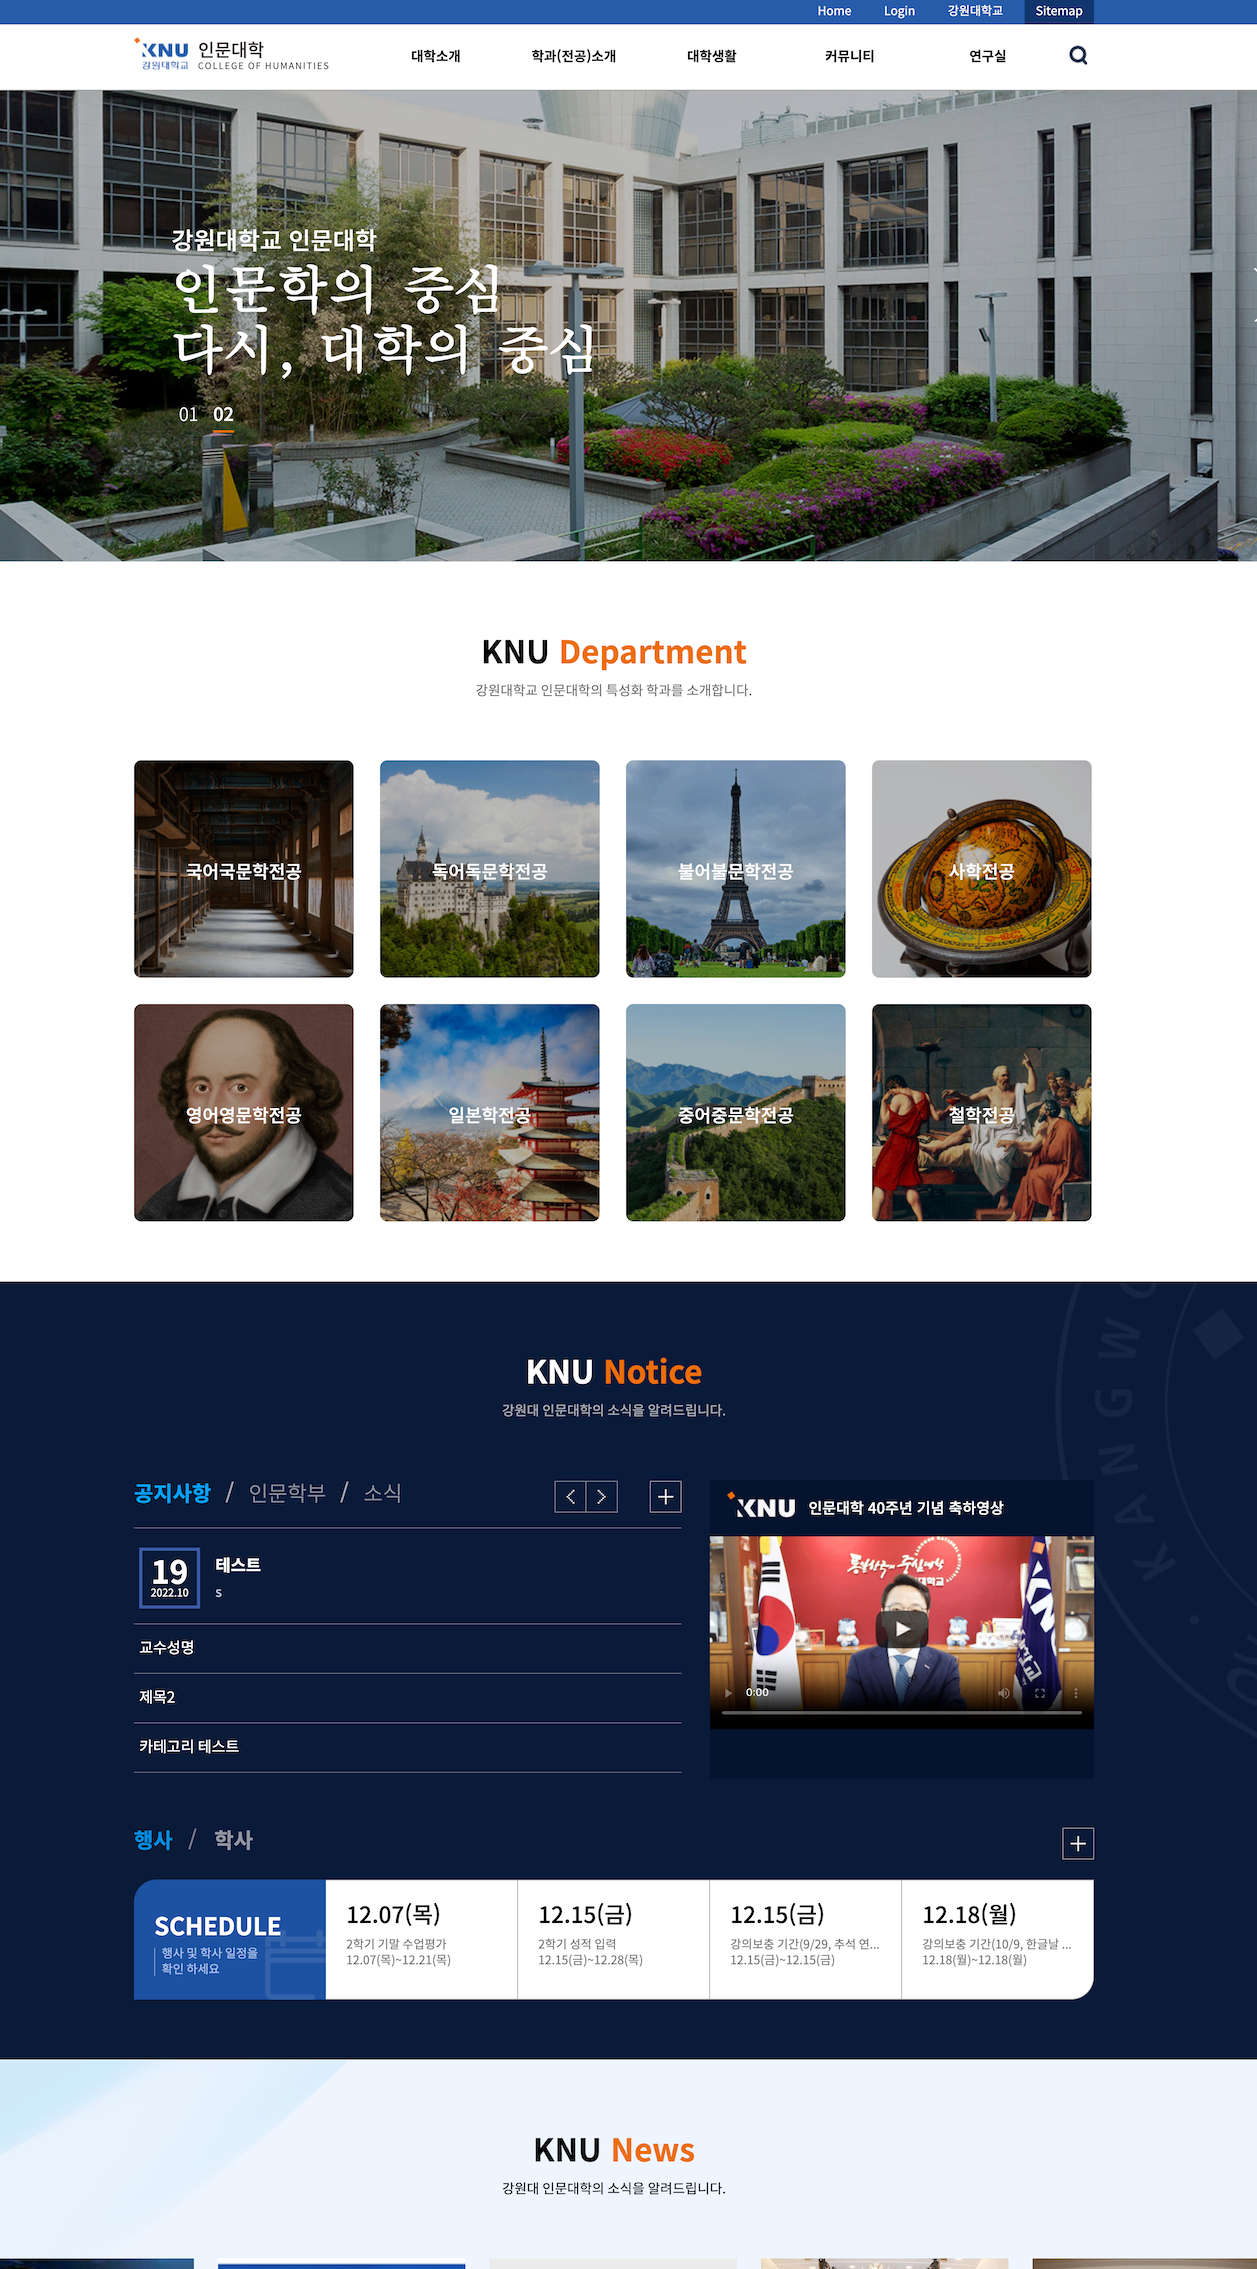 Home Login 강원대학교 Sitemap
KNU 인문대학
강원대학교 COLLEGE OF HUMANITIES
대학소개 학과(전공)소개 대학생활 커뮤니티 연구실
강원대학교 인문대학
인문학의 중심
다시, 대학의 중심
01 02
KNU Department
강원대학교 인문대학의 특성화 학과를 소개합니다.
국어국문학전공 독어독문학전공 불어불문학전공 사학전공
영어영문학전공 일본학전공 중어중문학전공 철학전공
KNU Notice
강원대 인문대학의 소식을 알려드립니다.
공지사항 / 인문학부 / 소식
19
2022.10
테스트
s
교수성명
제목2
카테고리 테스트
KNU 인문대학 40주년 기념 축하영상
0:00
KANGWO
행사 / 학사
SCHEDULE
행사 및 학사 일정을
확인 하세요
12.07(목)
2학기 기말 수업평가
12.07(목)~12.21(목)
12.15(금)
2학기 성적 입력
12.15(금)~12.28(목)
12.15(금)
강의보충 기간(9/29, 추석 연...
12.15(금)~12.15(금)
12.18(월)
강의보충 기간(10/9, 한글날 ...
12.18(월)~12.18(월)
KNU News
강원대 인문대학의 소식을 알려드립니다.